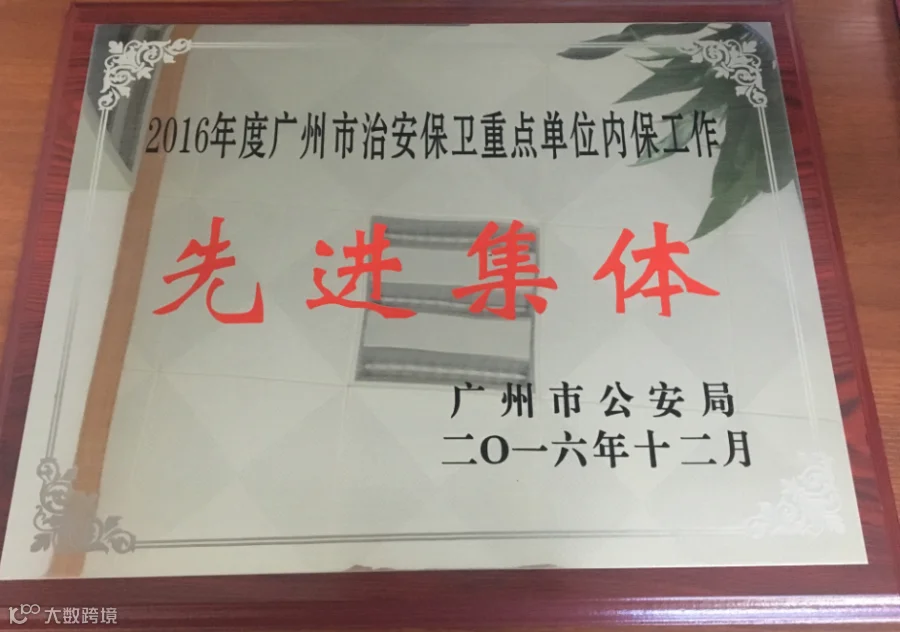 2016年度广州市治安保卫重点单位内保工作
先进集体
广州市公安局
二〇一六年十二月
大数跨境